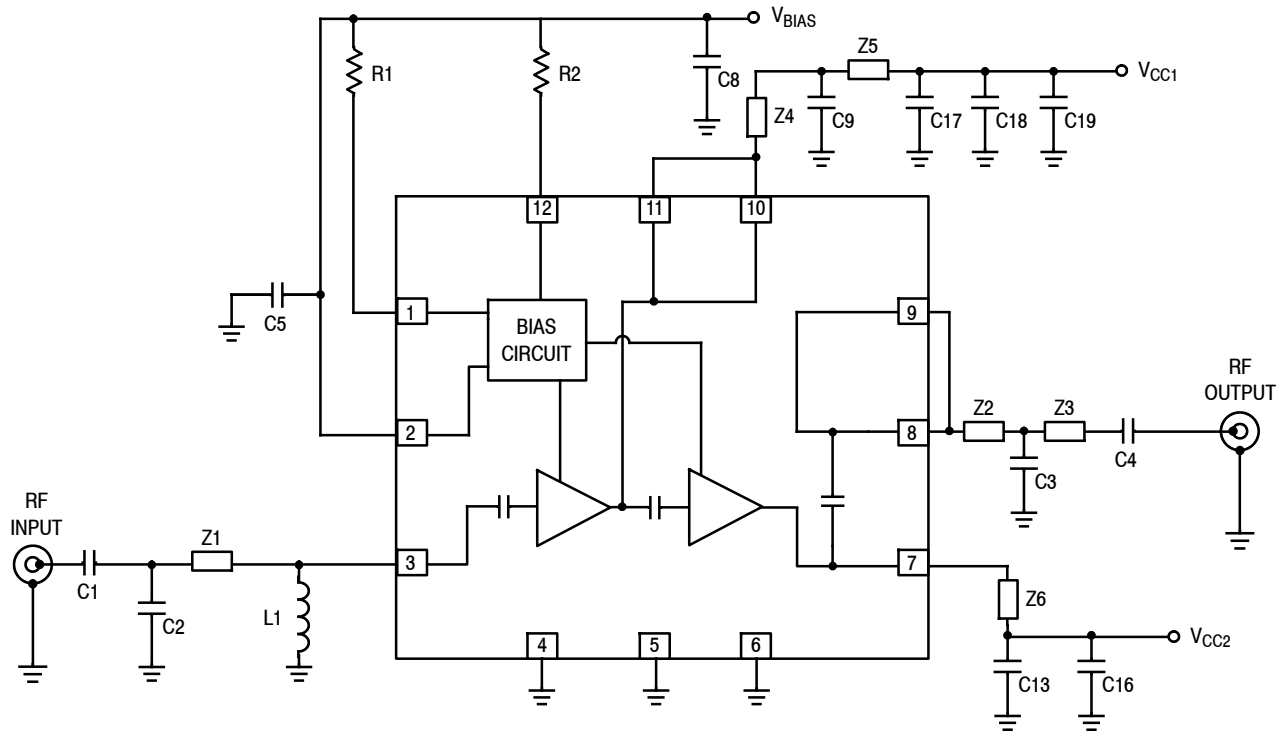 VBIAS
R1
R2
C8
Z5
VCC1
Z4
C9
C17
C18
C19
12
11
10
C5
1
BIAS
CIRCUIT
9
RF
OUTPUT
2
8
Z2
Z3
C4
C3
RF
INPUT
Z1
3
7
C1
C2
L1
Z6
4
5
6
VCC2
C13
C16